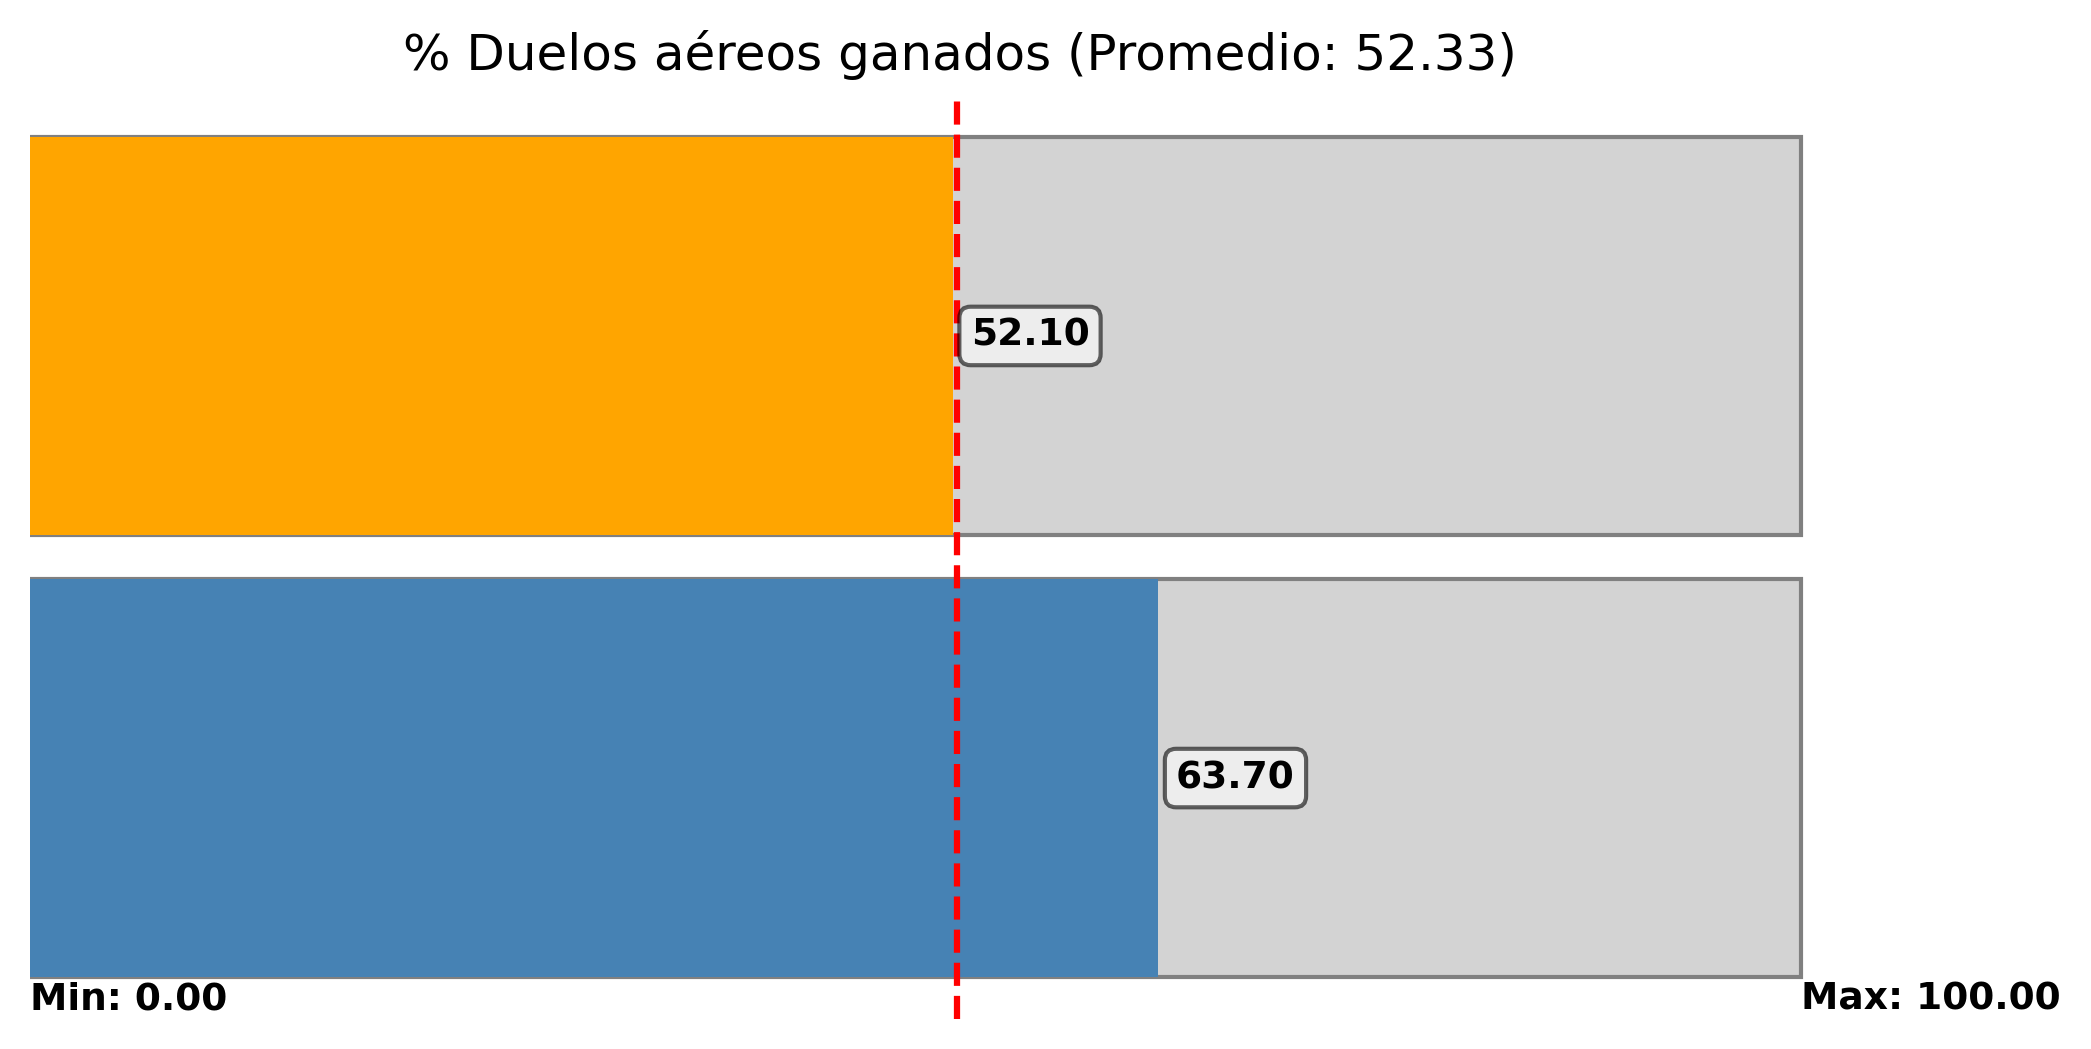 % Duelos aéreos ganados (Promedio: 52.33)
52.10
63.70
Min: 0.00
Max: 100.00